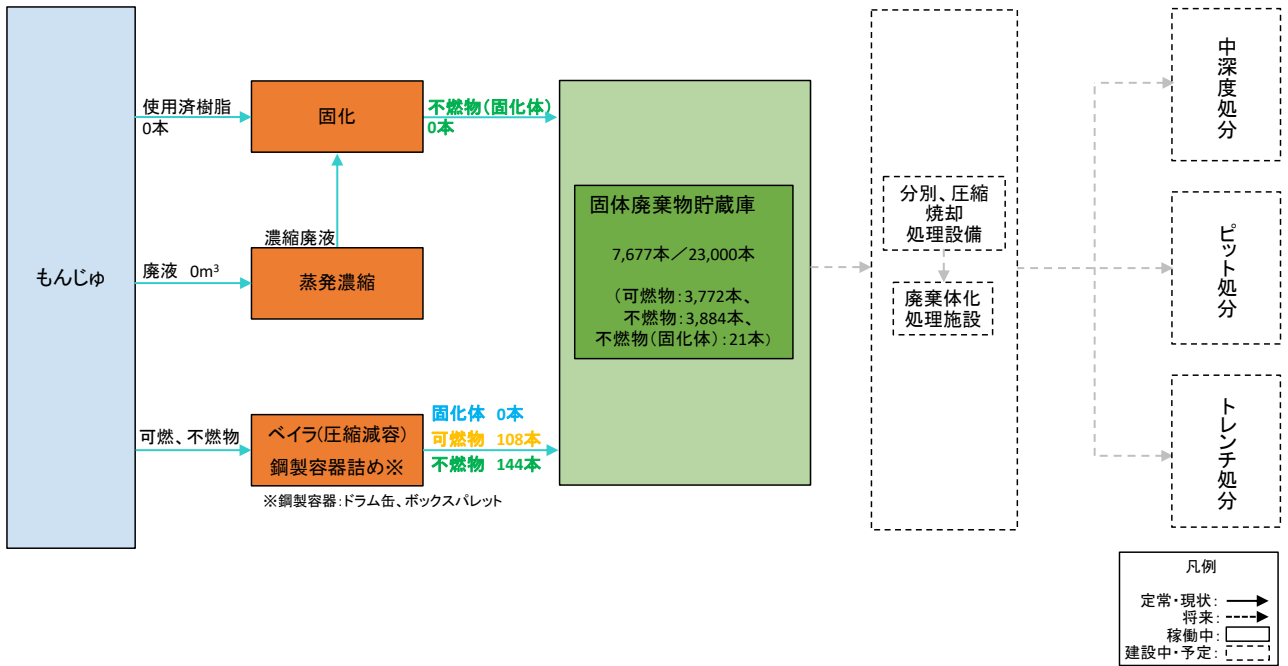 もんじゅ
使用済樹脂
0本
固化
不燃物(固化体)
0本
濃縮廃液
廃液 0m³
蒸発濃縮
可燃、不燃物
ベイラ(圧縮減容)
鋼製容器詰め※
固化体 0本
可燃物 108本
不燃物 144本
※鋼製容器:ドラム缶、ボックスパレット
固体廃棄物貯蔵庫
7,677本/23,000本
(可燃物:3,772本、
不燃物:3,884本、
不燃物(固化体):21本)
分別、圧縮
焼却
処理設備
廃棄体化
処理施設
中深度処分
ピット処分
トレンチ処分
凡例
定常・現状:
将来:
稼働中:
建設中・予定: